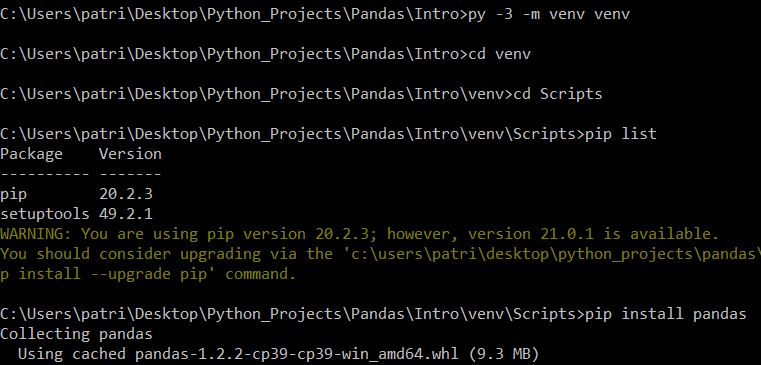 C:\Users\patri\Desktop\Python_Projects\Pandas\Intro>py -3 -m venv venv
C:\Users\patri\Desktop\Python_Projects\Pandas\Intro>cd venv
C:\Users\patri\Desktop\Python_Projects\Pandas\Intro\venv>cd Scripts
C:\Users\patri\Desktop\Python_Projects\Pandas\Intro\venv\Scripts>pip list
Package    Version
---------- -------
pip        20.2.3
setuptools 49.2.1
WARNING: You are using pip version 20.2.3; however, version 21.0.1 is available.
You should consider upgrading via the 'c:\users\patri\desktop\python_projects\pandas\
p install --upgrade pip' command.
C:\Users\patri\Desktop\Python_Projects\Pandas\Intro\venv\Scripts>pip install pandas
Collecting pandas
  Using cached pandas-1.2.2-cp39-cp39-win_amd64.whl (9.3 MB)